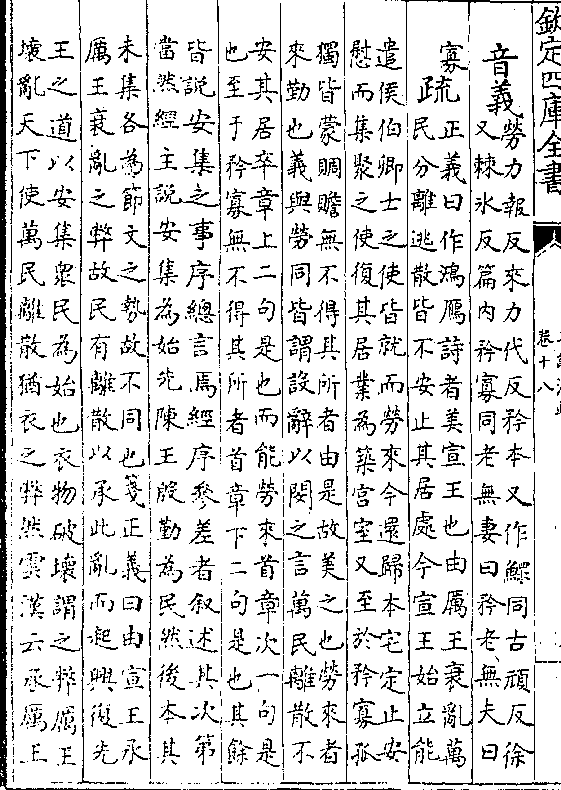 欽定四庫全書
卷十八
音義
勞力報反來力代反矜本又作鰥同古頑反徐
又棘氷反篇内矜寡同老無妻曰矜老無夫曰
寡
疏
正義曰作鴻鴈詩者美宣王也由厲王衰亂萬
民分離逃散皆不安止其居處今宣王始立能
遣侯伯卿士之使皆就而勞來今還歸本宅定止安
慰而集聚之使復其居業為築宫室又至於矜寡孤
獨皆蒙賙贍無不得其所者由是故美之也勞來者
來勤也義與勞同皆謂設辭以閔之言萬民離散不
安其居卒章上二句是也而能勞來首章次一句是
也至于矜寡無不得其所者首章下二句是也其餘
皆説安集之事序總言焉經序參差者叙述其次第
當然經主説安集為始先陳王殷勤為民然後本其
未集各為節文之勢故不同也箋正義曰由宣王承
厲王衰亂之弊故民有離散以承此亂而起興復先
王之道以安集衆民為始也衣物破壞謂之弊厲王
壞亂天下使萬民離散猶衣之弊然雲漢云承厲王